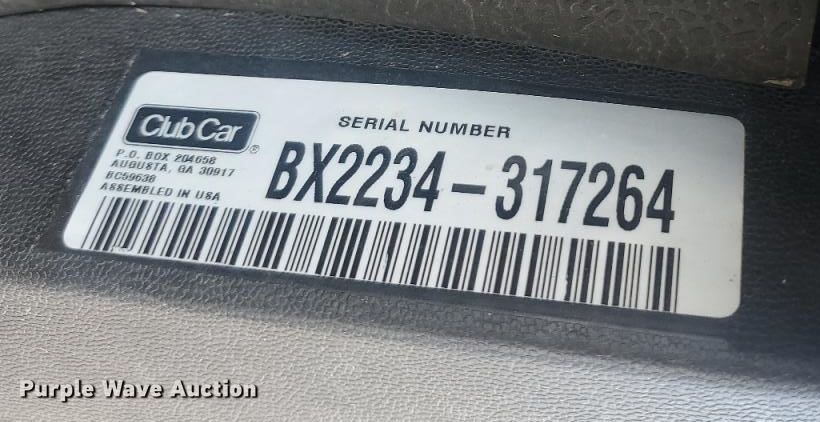 Club Car
®
P.O. BOX 204658
AUGUSTA, GA 30917
BC59638
ASSEMBLED IN USA
SERIAL NUMBER
BX2234-317264
Purple Wave Auction